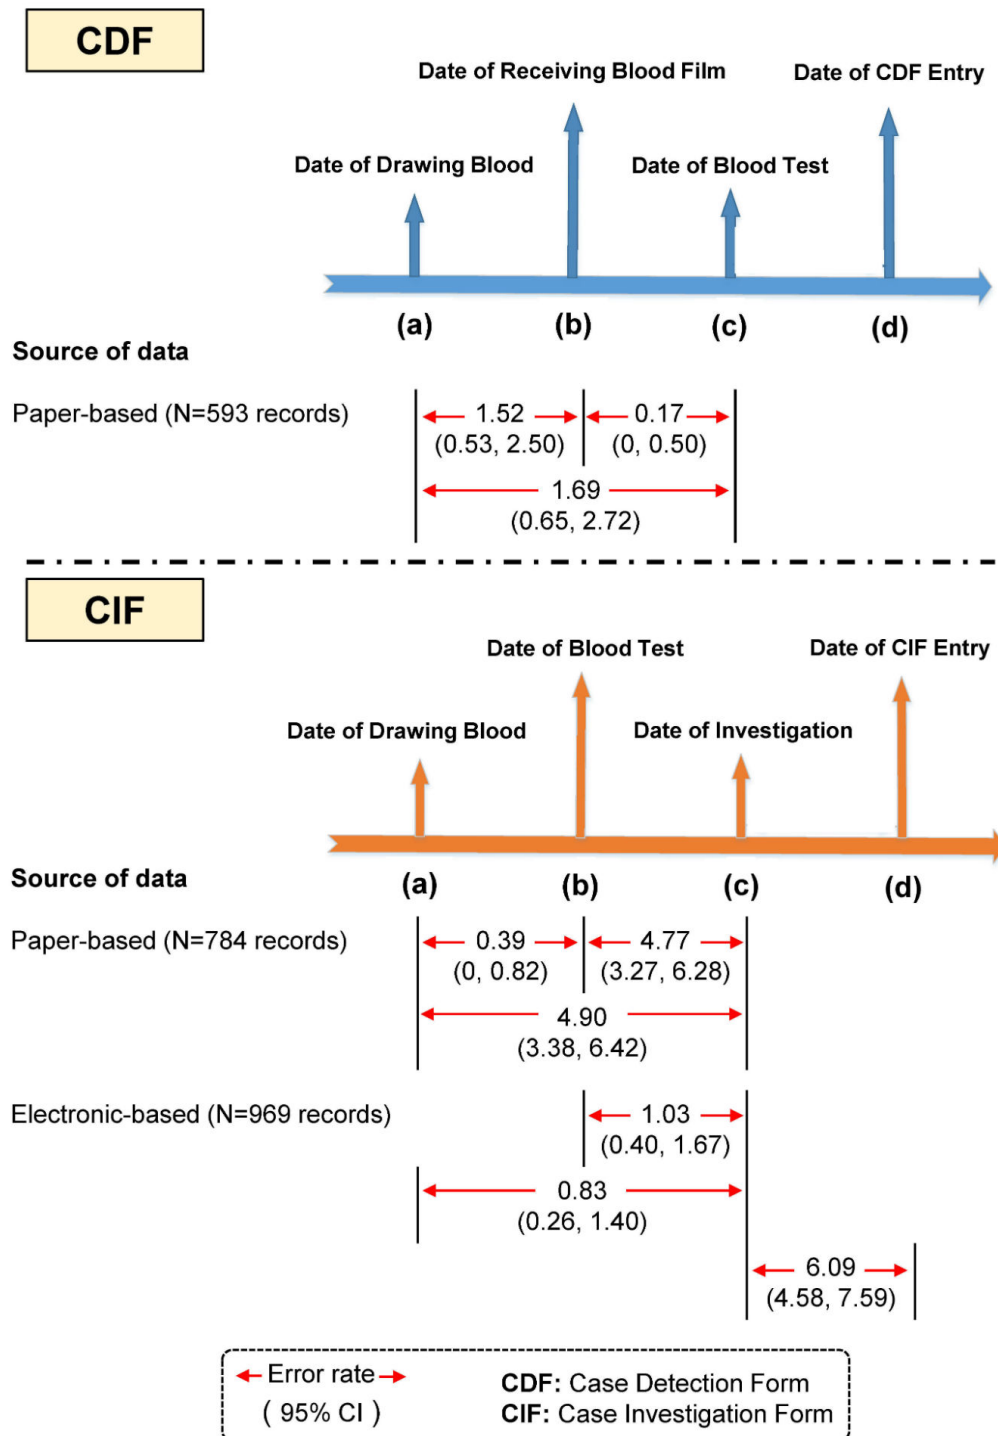 CDF
Date of Receiving Blood Film
Date of CDF Entry
Date of Drawing Blood
Date of Blood Test
(a)
(b)
(c)
(d)
Source of data
Paper-based (N=593 records)
1.52
0.17
(0.53, 2.50)
(0, 0.50)
1.69
(0.65, 2.72)
CIF
Date of Blood Test
Date of CIF Entry
Date of Drawing Blood
Date of Investigation
Source of data
(a)
(b)
(c)
(d)
Paper-based (N=784 records)
0.39
4.77
(0, 0.82)
(3.27, 6.28)
4.90
(3.38, 6.42)
Electronic-based (N=969 records)
1.03
(0.40, 1.67)
0.83
(0.26, 1.40)
6.09
(4.58, 7.59)
Error rate
( 95% CI )
CDF: Case Detection Form
CIF: Case Investigation Form